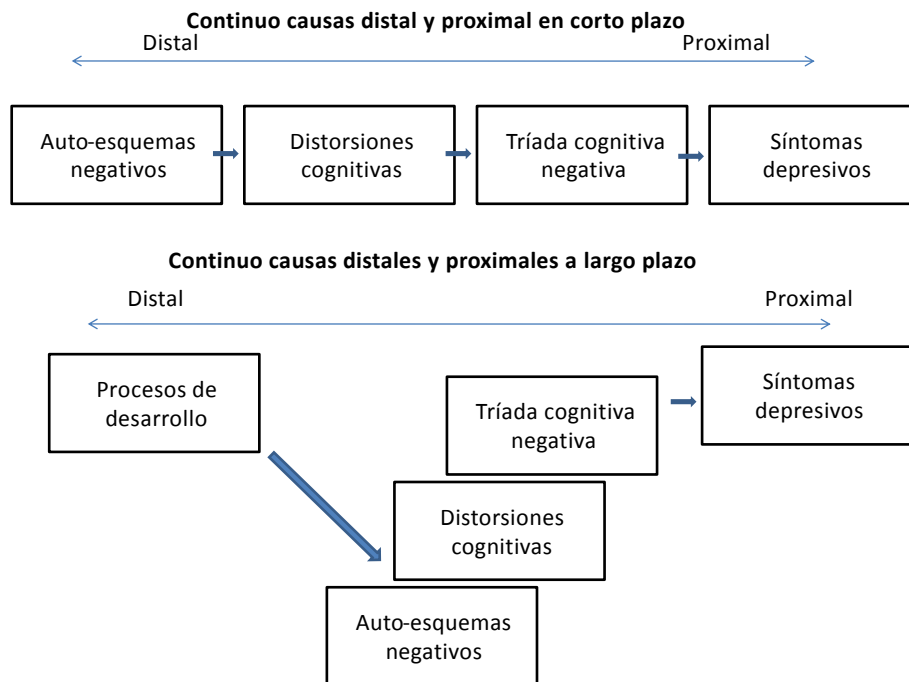 Continuo causas distal y proximal en corto plazo
Distal
Proximal
Auto-esquemas
negativos
Distorsiones
cognitivas
Tríada cognitiva
negativa
Síntomas
depresivos
Continuo causas distales y proximales a largo plazo
Distal
Proximal
Procesos de
desarrollo
Síntomas
depresivos
Tríada cognitiva
negativa
Distorsiones
cognitivas
Auto-esquemas
negativos